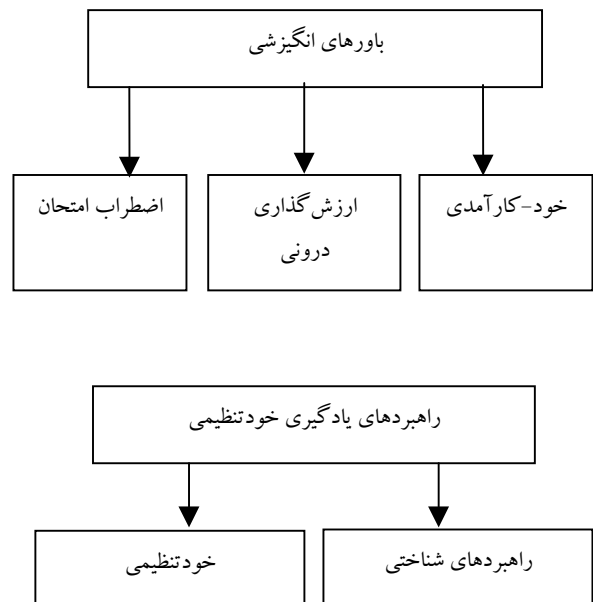 باورهای انگیزشی
خود-کارآمدی
ارزش‌گذاری
درونی
اضطراب امتحان
راهبردهای یادگیری خودتنظیمی
راهبردهای شناختی
خودتنظیمی